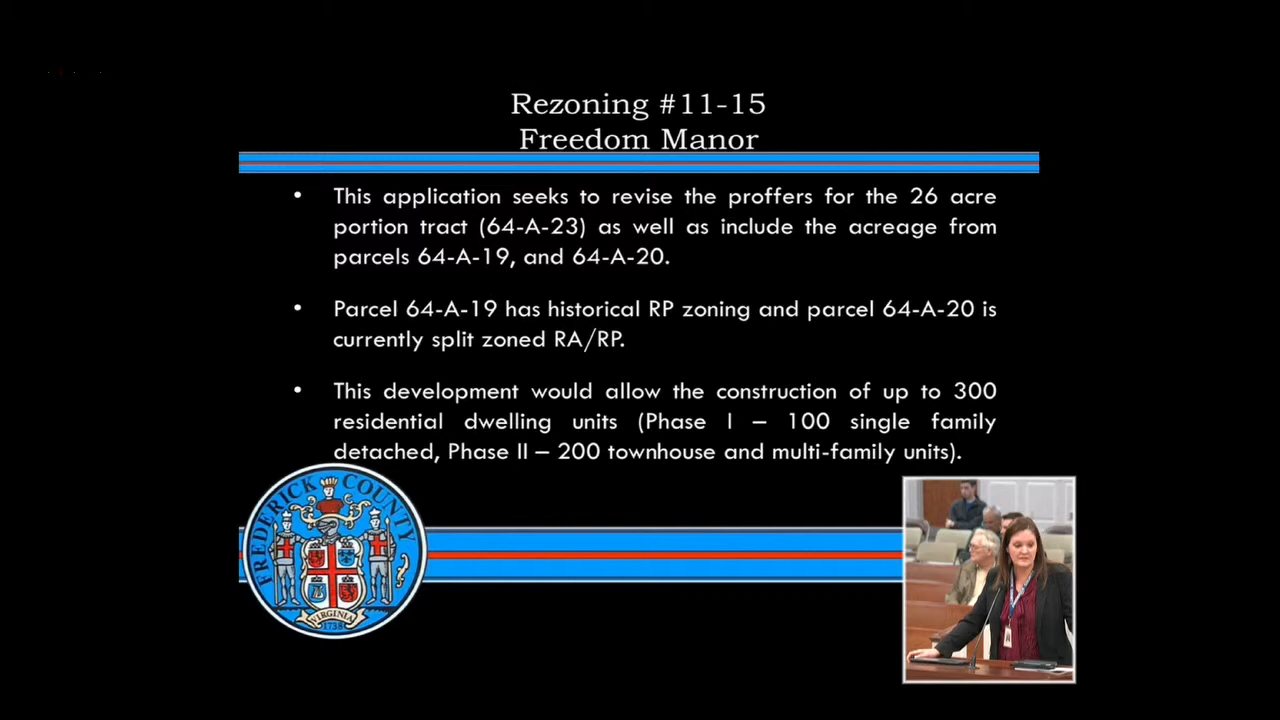 Rezoning #11-15
Freedom Manor
• This application seeks to revise the proffers for the 26 acre
portion tract (64-A-23) as well as include the acreage from
parcels 64-A-19, and 64-A-20.
• Parcel 64-A-19 has historical RP zoning and parcel 64-A-20 is
currently split zoned RA/RP.
• This development would allow the construction of up to 300
residential dwelling units (Phase I – 100 single family
detached, Phase II – 200 townhouse and multi-family units).
FREDERICK COUNTY
VIRGINIA
1738